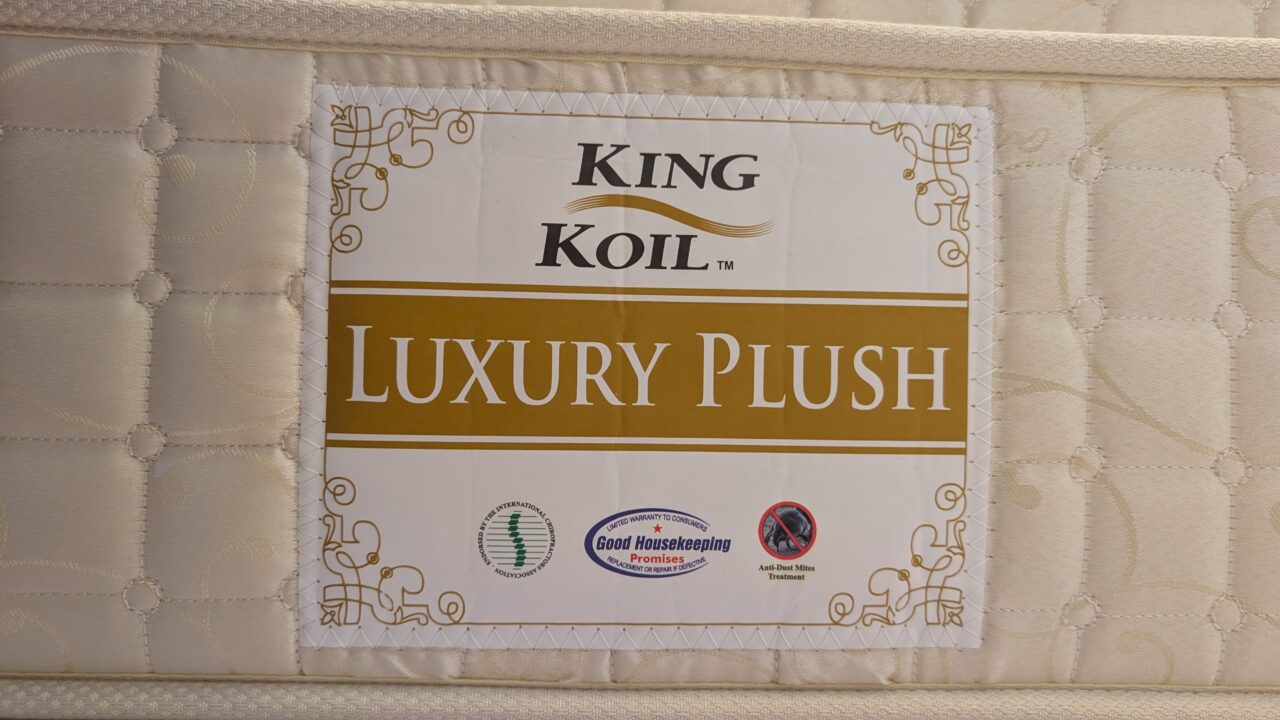 KING
KOIL™
LUXURY PLUSH
ENDORSED BY THE INTERNATIONAL CHIROPRACTORS ASSOCIATION
LIMITED WARRANTY TO CONSUMERS
Good Housekeeping
Promises
REPLACEMENT OR REPAIR IF DEFECTIVE
Anti-Dust Mites
Treatment